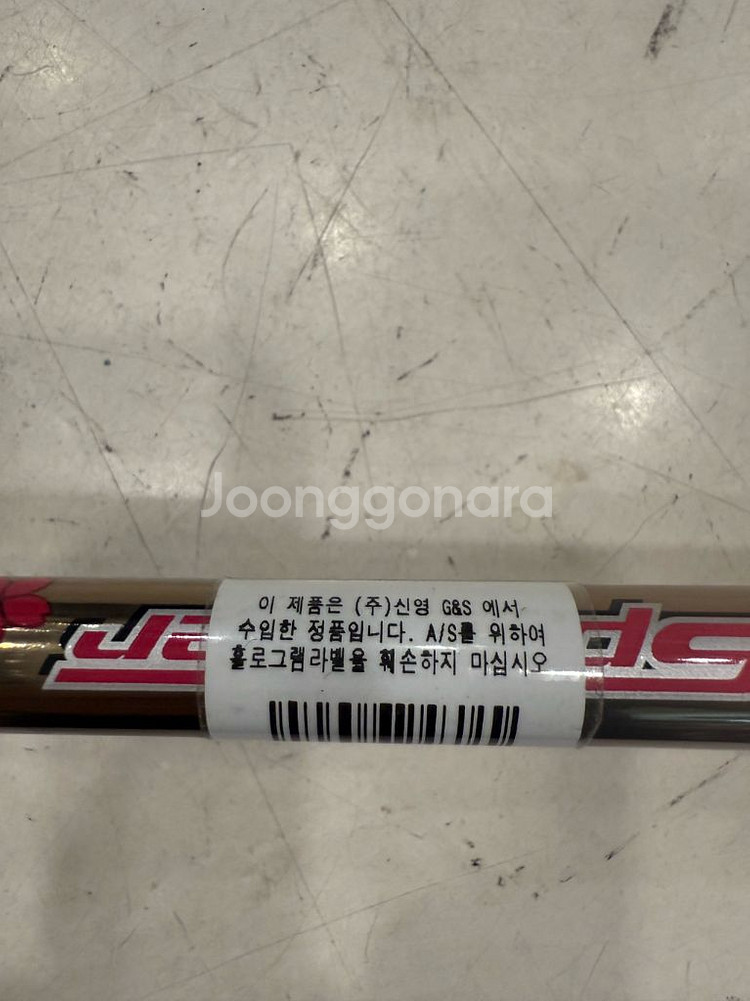 Joonggonara
이 제품은 (주)신영 G&S 에서
수입한 정품입니다. A/S를 위하여
홀로그램라벨을 훼손하지 마십시오